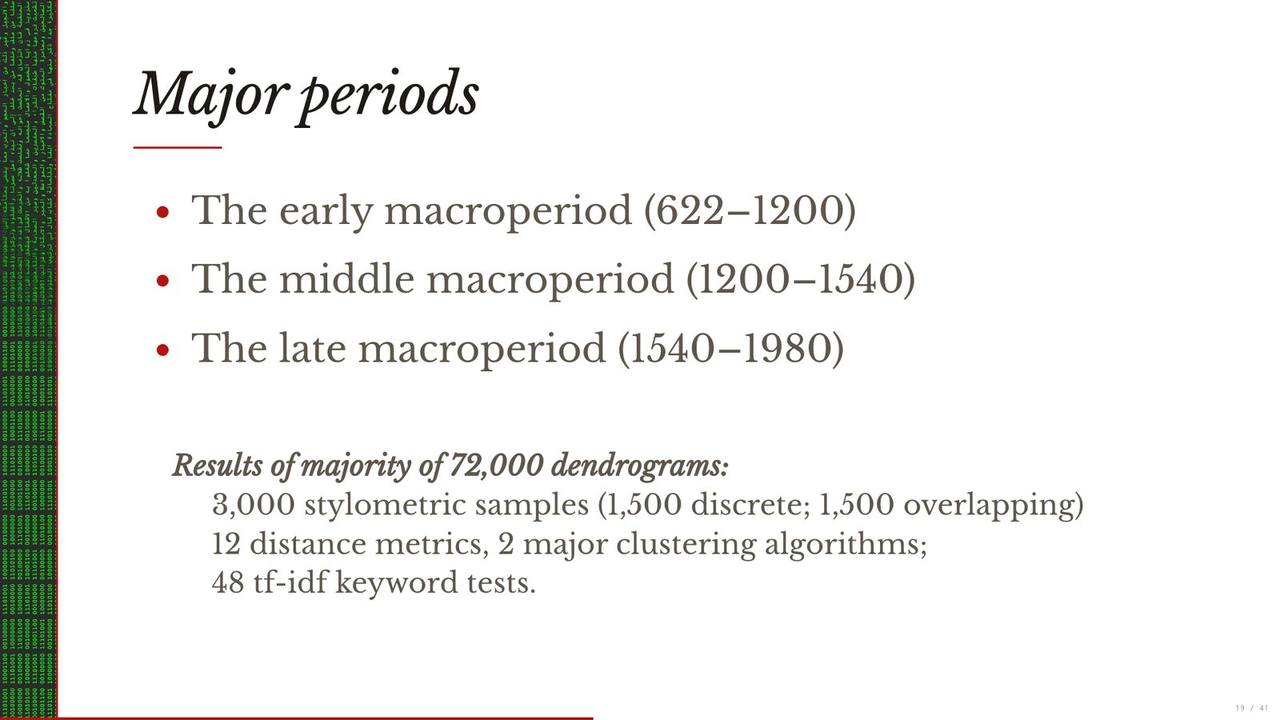 Major periods
• The early macroperiod (622–1200)
• The middle macroperiod (1200–1540)
• The late macroperiod (1540–1980)
Results of majority of 72,000 dendrograms:
3,000 stylometric samples (1,500 discrete; 1,500 overlapping)
12 distance metrics, 2 major clustering algorithms;
48 tf-idf keyword tests.
19 / 41